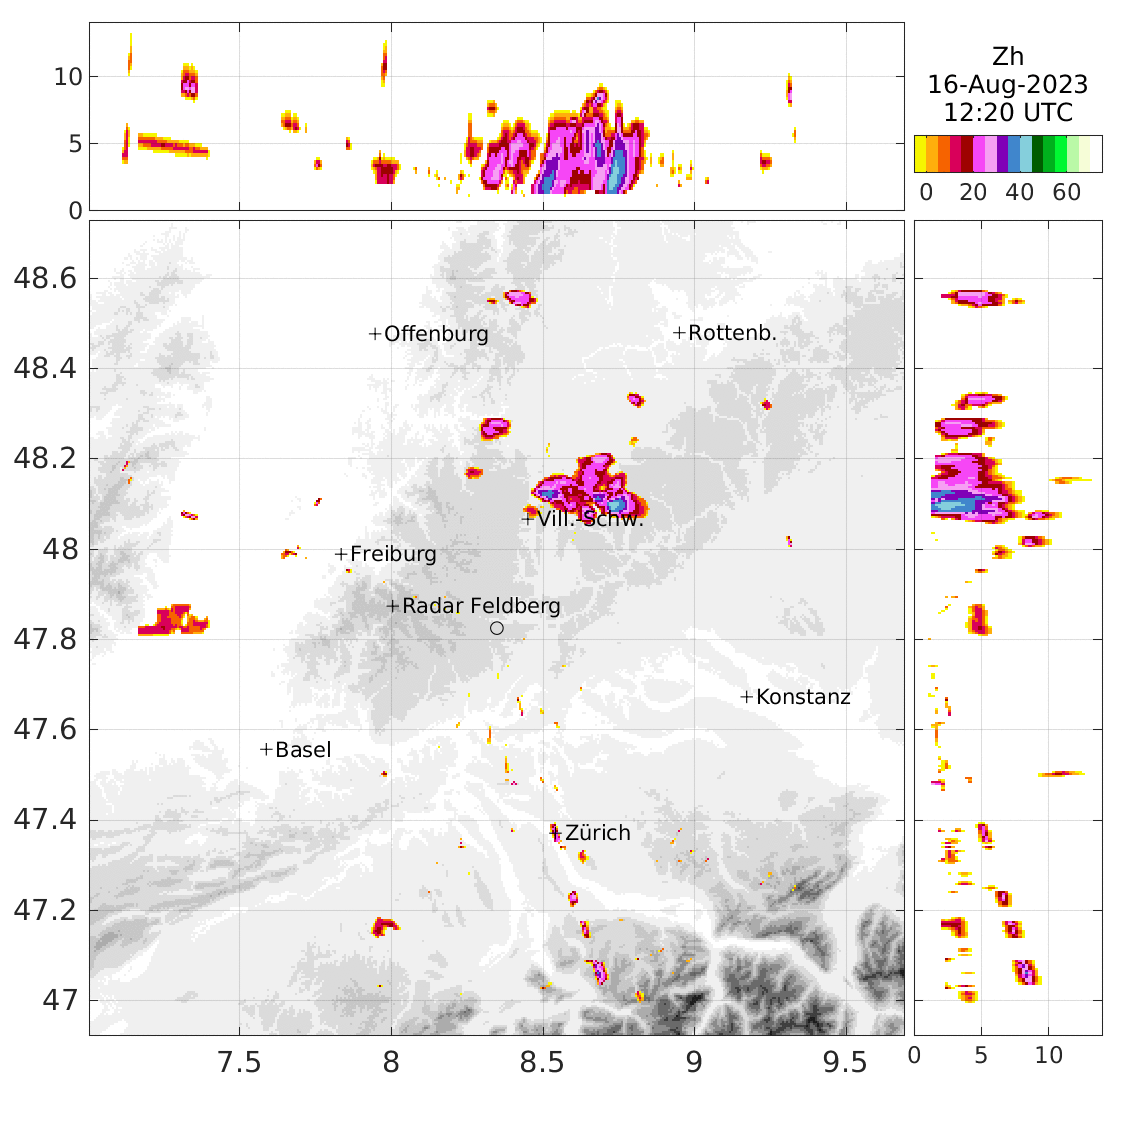 Zh
16-Aug-2023
12:20 UTC
0 20 40 60
10
5
0
48.6
48.4
48.2
48
47.8
47.6
47.4
47.2
47
Offenburg
Rottenb.
Vill.-Schw.
Freiburg
Radar Feldberg
Konstanz
Basel
Zürich
7.5 8 8.5 9 9.5
0 5 10